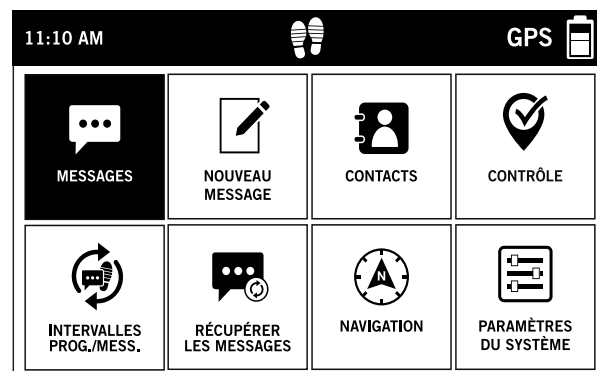 11:10 AM
GPS
MESSAGES
NOUVEAU
MESSAGE
CONTACTS
CONTRÔLE
N
INTERVALLES
PROG./MESS.
RÉCUPÉRER
LES MESSAGES
NAVIGATION
PARAMÈTRES
DU SYSTÈME